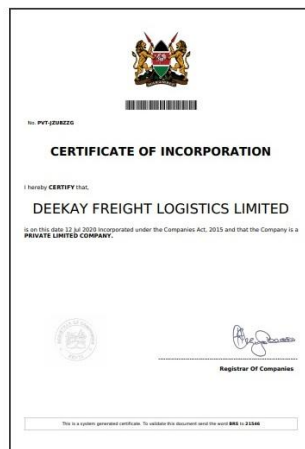 No. PVT-JZU8ZZG
CERTIFICATE OF INCORPORATION
I hereby CERTIFY that,
DEEKAY FREIGHT LOGISTICS LIMITED
is on this date 12 Jul 2020 Incorporated under the Companies Act, 2015 and that the Company is a
PRIVATE LIMITED COMPANY.
Registrar Of Companies
This is a system generated certificate. To validate this document send the word BRS to 21546